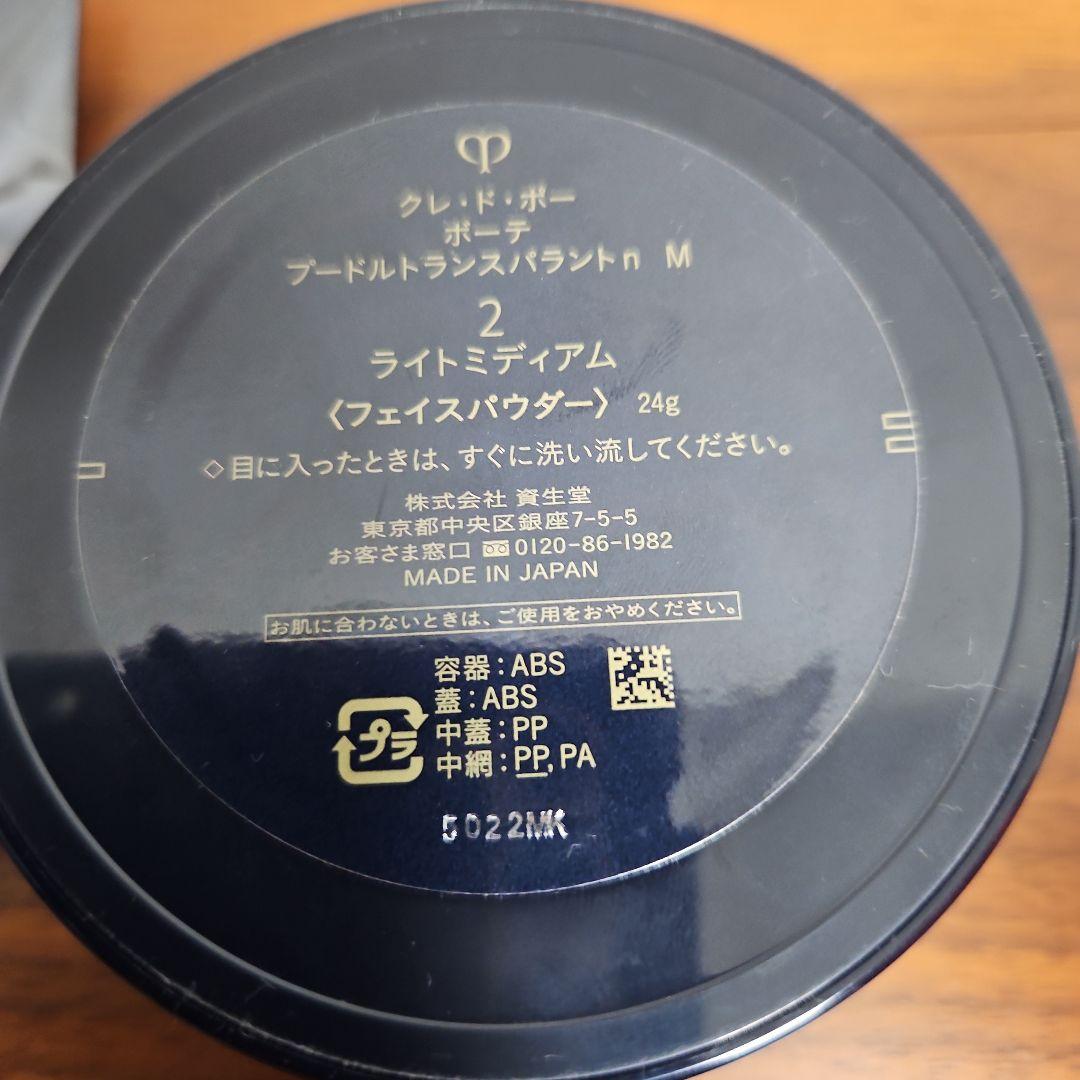 クレ・ド・ポー
ボーテ
プードルトランスパラントn M
2
ライトミディアム
〈フェイスパウダー〉 24g
◇目に入ったときは、すぐに洗い流してください。
株式会社 資生堂
東京都中央区銀座7-5-5
お客さま窓口 0120-86-1982
MADE IN JAPAN
お肌に合わないときは、ご使用をおやめください。
容器:ABS
蓋:ABS
中蓋:PP
中網:PP,PA
プラ
5022MK